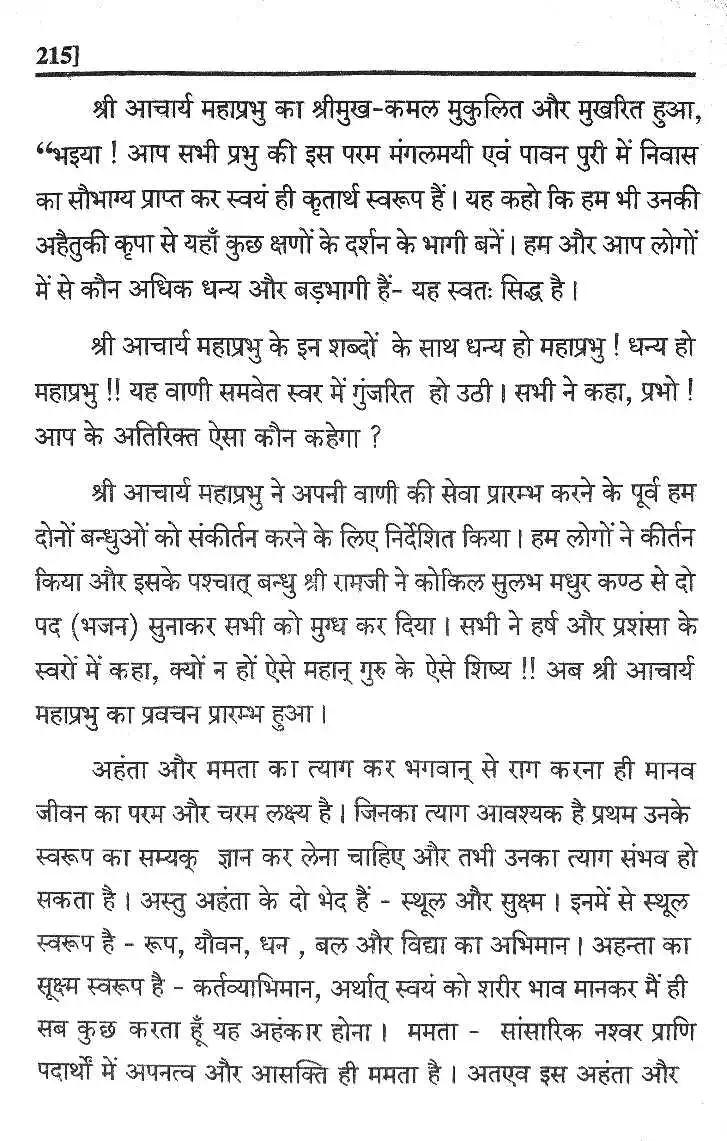 215]
श्री आचार्य महाप्रभु का श्रीमुख-कमल मुकुलित और मुखरित हुआ,
“भइया ! आप सभी प्रभु की इस परम मंगलमयी एवं पावन पुरी में निवास
का सौभाग्य प्राप्त कर स्वयं ही कृतार्थ स्वरूप हैं। यह कहो कि हम भी उनकी
अहैतुकी कृपा से यहाँ कुछ क्षणों के दर्शन के भागी बनें। हम और आप लोगों
में से कौन अधिक धन्य और बड़भागी हैं- यह स्वतः सिद्ध है।
श्री आचार्य महाप्रभु के इन शब्दों के साथ धन्य हो महाप्रभु ! धन्य हो
महाप्रभु !! यह वाणी समवेत स्वर में गुंजरित हो उठी। सभी ने कहा, प्रभो !
आप के अतिरिक्त ऐसा कौन कहेगा ?
श्री आचार्य महाप्रभु ने अपनी वाणी की सेवा प्रारम्भ करने के पूर्व हम
दोनों बन्धुओं को संकीर्तन करने के लिए निर्देशित किया। हम लोगों ने कीर्तन
किया और इसके पश्चात् बन्धु श्री रामजी ने कोकिल सुलभ मधुर कण्ठ से दो
पद (भजन) सुनाकर सभी को मुग्ध कर दिया। सभी ने हर्ष और प्रशंसा के
स्वरों में कहा, क्यों न हों ऐसे महान् गुरु के ऐसे शिष्य !! अब श्री आचार्य
महाप्रभु का प्रवचन प्रारम्भ हुआ।
अहंता और ममता का त्याग कर भगवान् से राग करना ही मानव
जीवन का परम और चरम लक्ष्य है। जिनका त्याग आवश्यक है प्रथम उनके
स्वरूप का सम्यक् ज्ञान कर लेना चाहिए और तभी उनका त्याग संभव हो
सकता है। अस्तु अहंता के दो भेद हैं - स्थूल और सुक्ष्म। इनमें से स्थूल
स्वरूप है - रूप, यौवन, धन , बल और विद्या का अभिमान। अहन्ता का
सूक्ष्म स्वरूप है - कर्तव्याभिमान, अर्थात् स्वयं को शरीर भाव मानकर मैं ही
सब कुछ करता हूँ यह अहंकार होना। ममता - सांसारिक नश्वर प्राणि
पदार्थों में अपनत्व और आसक्ति ही ममता है। अतएव इस अहंता और